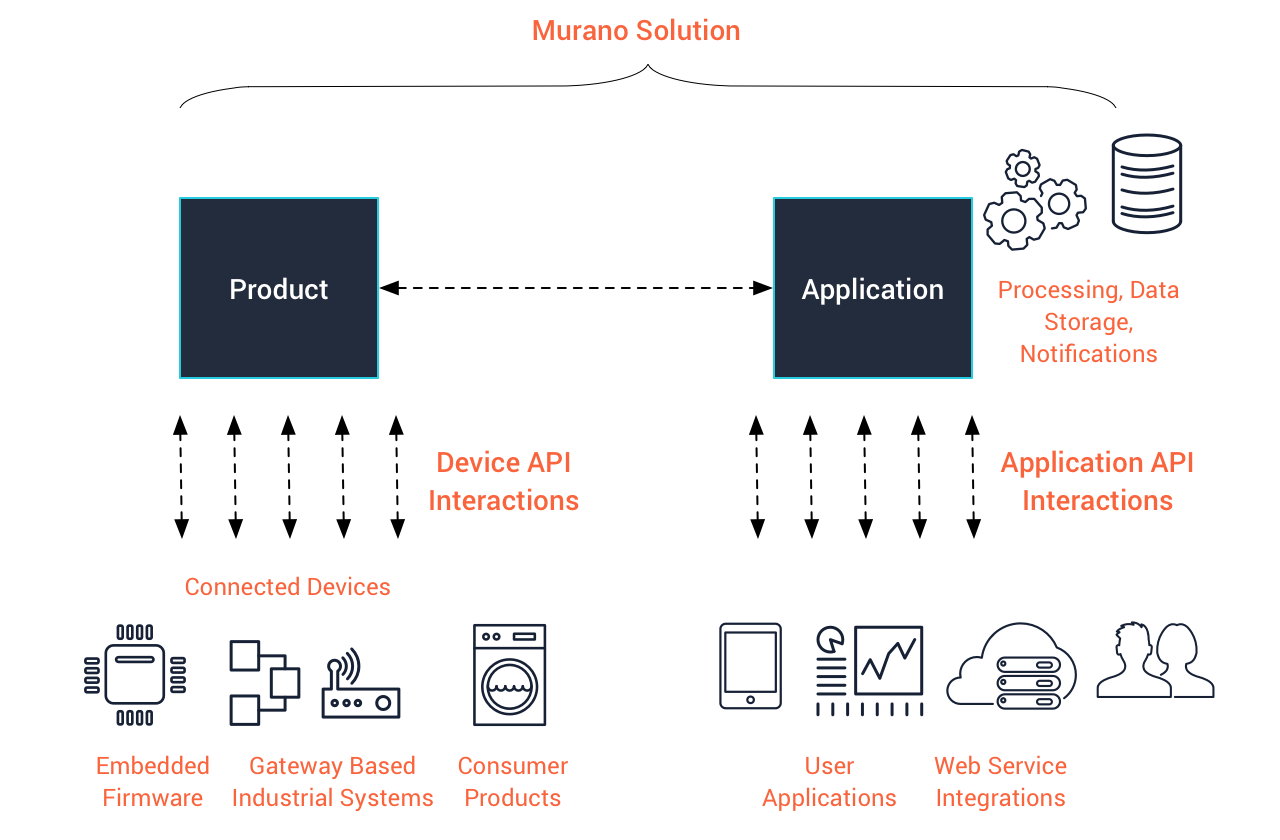 Murano Solution
Product
Application
Processing, Data
Storage,
Notifications
Device API
Interactions
Application API
Interactions
Connected Devices
Embedded
Firmware
Gateway Based
Industrial Systems
Consumer
Products
User
Applications
Web Service
Integrations